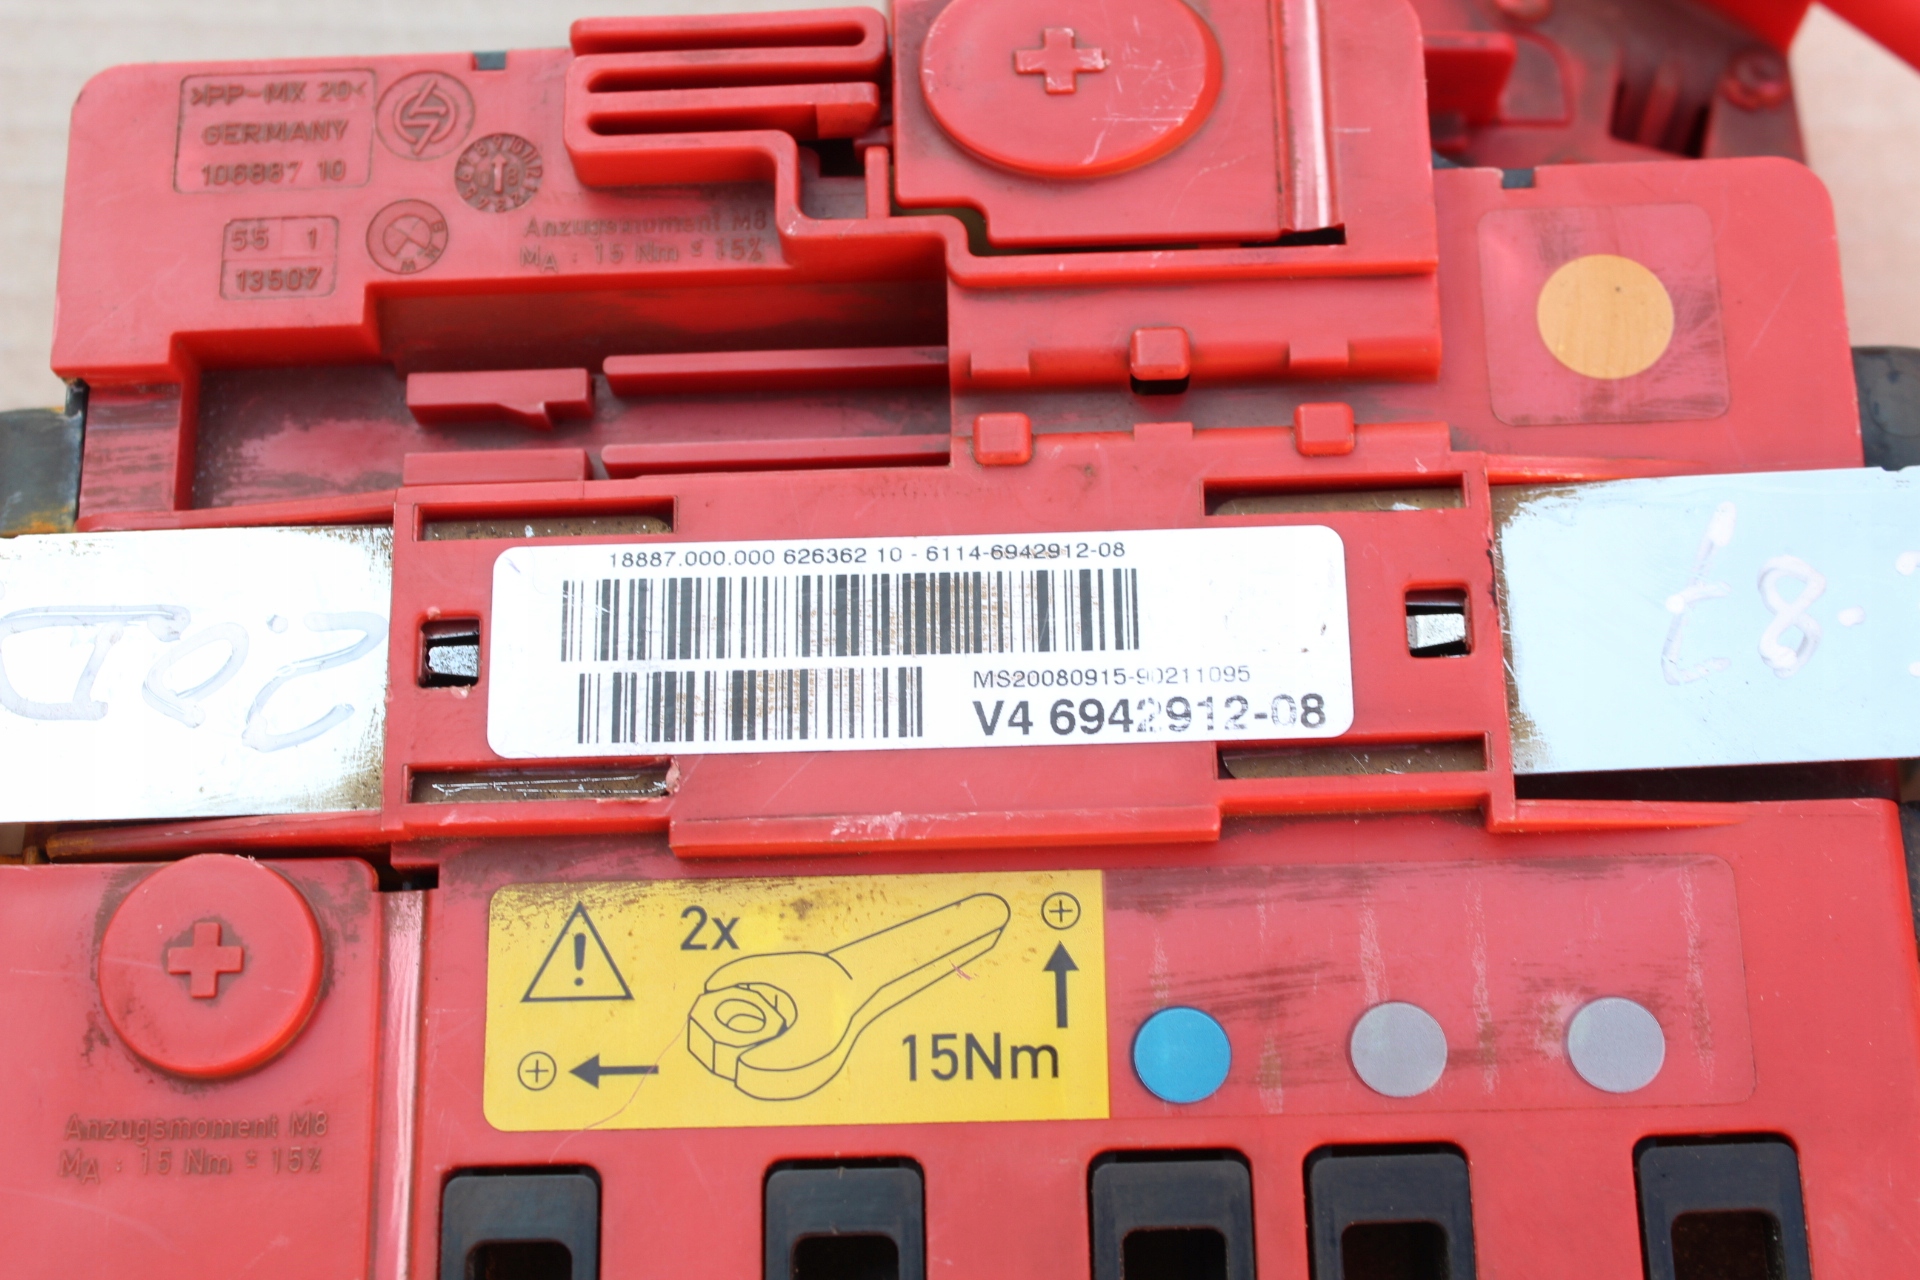 >PP-MX 20<
GERMANY
106887 10
55 1
13507
BMW
Anzugsmoment M8
MA : 15 Nm ± 15%
18887.000.000 626362 10 - 6114-6942912-08
MS20080915-90211095
V4 6942912-08
2x
15Nm
Anzugsmoment M8
MA : 15 Nm ± 15%